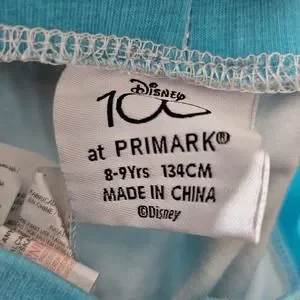 Disney
100
at PRIMARK®
8-9Yrs 134CM
MADE IN CHINA
©Disney